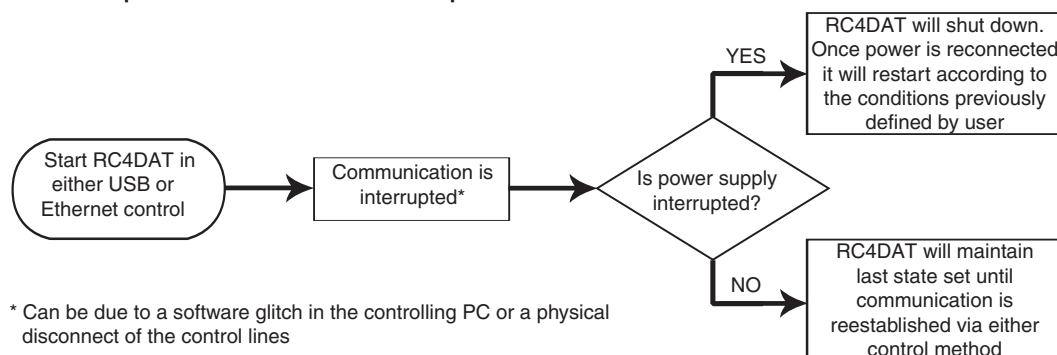 Start RC4DAT in
either USB or
Ethernet control
Communication is
interrupted*
Is power supply
interrupted?
YES
RC4DAT will shut down.
Once power is reconnected
it will restart according to
the conditions previously
defined by user
NO
RC4DAT will maintain
last state set until
communication is
reestablished via either
control method
* Can be due to a software glitch in the controlling PC or a physical
disconnect of the control lines